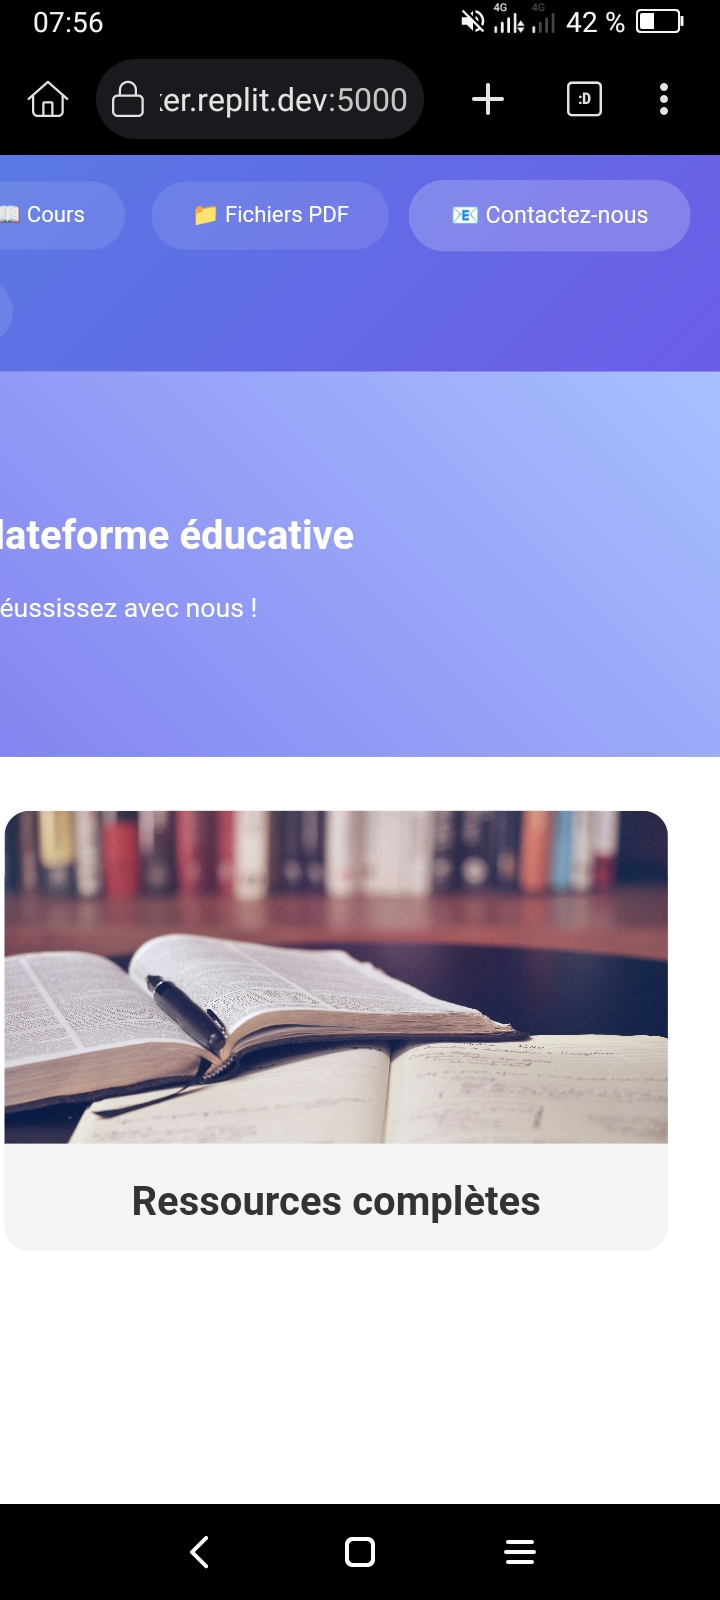 07:56
4G 4G 42 %
ker.replit.dev:5000
:D
Cours
Fichiers PDF
Contactez-nous
lateforme éducative
éussissez avec nous !
Ressources complètes